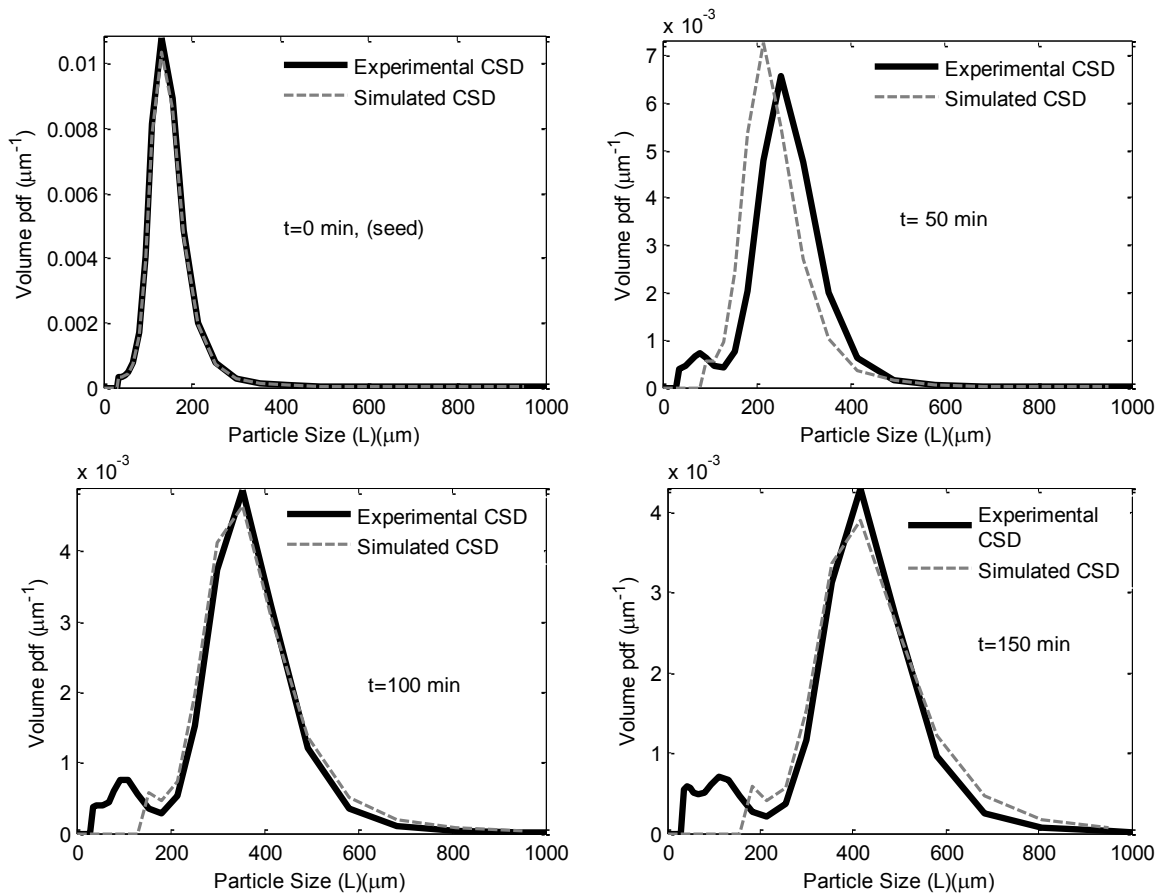 Experimental CSD
Simulated CSD
t=0 min, (seed)
Volume pdf (μm⁻¹)
0.01
0.008
0.006
0.004
0.002
0
0 200 400 600 800 1000
Particle Size (L)(μm)
x 10⁻³
Experimental CSD
Simulated CSD
t= 50 min
Volume pdf (μm⁻¹)
7
6
5
4
3
2
1
0
0 200 400 600 800 1000
Particle Size (L)(μm)
x 10⁻³
Experimental CSD
Simulated CSD
t=100 min
Volume pdf (μm⁻¹)
4
3
2
1
0
0 200 400 600 800 1000
Particle Size (L)(μm)
x 10⁻³
Experimental
CSD
Simulated CSD
t=150 min
Volume pdf (μm⁻¹)
4
3
2
1
0
0 200 400 600 800 1000
Particle Size (L)(μm)